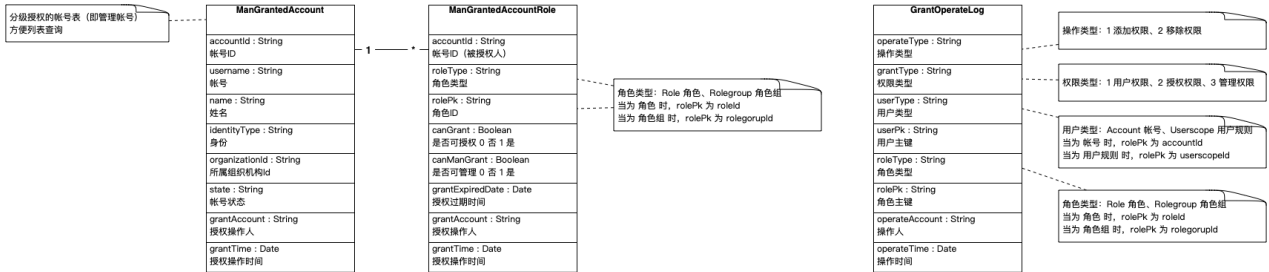 分级授权的帐号表（即管理帐号）
方便列表查询
ManGrantedAccount
accountId : String
帐号ID
username : String
帐号
name : String
姓名
identityType : String
身份
organizationId : String
所属组织机构Id
state : String
帐号状态
grantAccount : String
授权操作人
grantTime : Date
授权操作时间
1
*
ManGrantedAccountRole
accountId : String
帐号ID（被授权人）
roleType : String
角色类型
rolePk : String
角色ID
canGrant : Boolean
是否可授权 0 否 1 是
canManGrant : Boolean
是否可管理 0 否 1 是
grantExpiredDate : Date
授权过期时间
grantAccount : String
授权操作人
grantTime : Date
授权操作时间
角色类型：Role 角色、Rolegroup 角色组
当为 角色 时，rolePk 为 roleId
当为 角色组 时，rolePk 为 rolegorupId
GrantOperateLog
operateType : String
操作类型
grantType : String
权限类型
userType : String
用户类型
userPk : String
用户主键
roleType : String
角色类型
rolePk : String
角色主键
operateAccount : String
操作人
operateTime : Date
操作时间
操作类型：1 添加权限、2 移除权限
权限类型：1 用户权限、2 授权权限、3 管理权限
用户类型：Account 帐号、Userscope 用户规则
当为 帐号 时，rolePk 为 accountId
当为 用户规则 时，rolePk 为 userscopeId
角色类型：Role 角色、Rolegroup 角色组
当为 角色 时，rolePk 为 roleId
当为 角色组 时，rolePk 为 rolegorupId